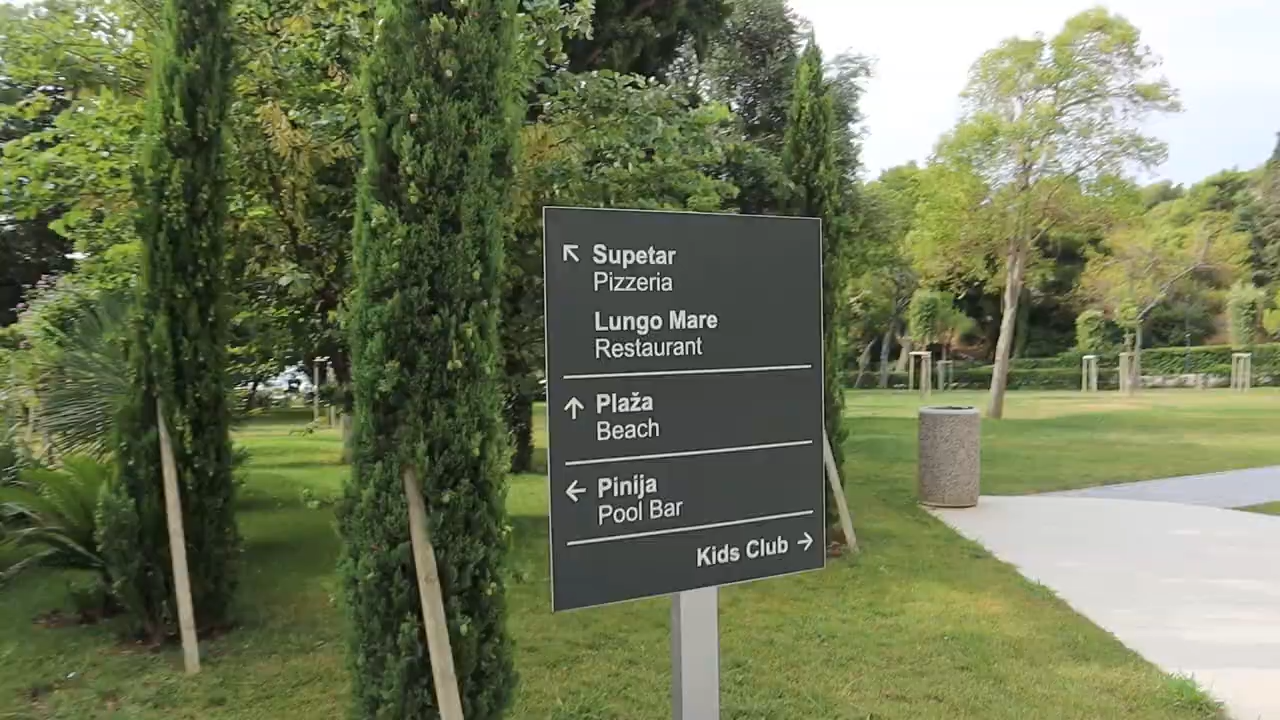 Supetar
Pizzeria
Lungo Mare
Restaurant
Plaža
Beach
Pinija
Pool Bar
Kids Club